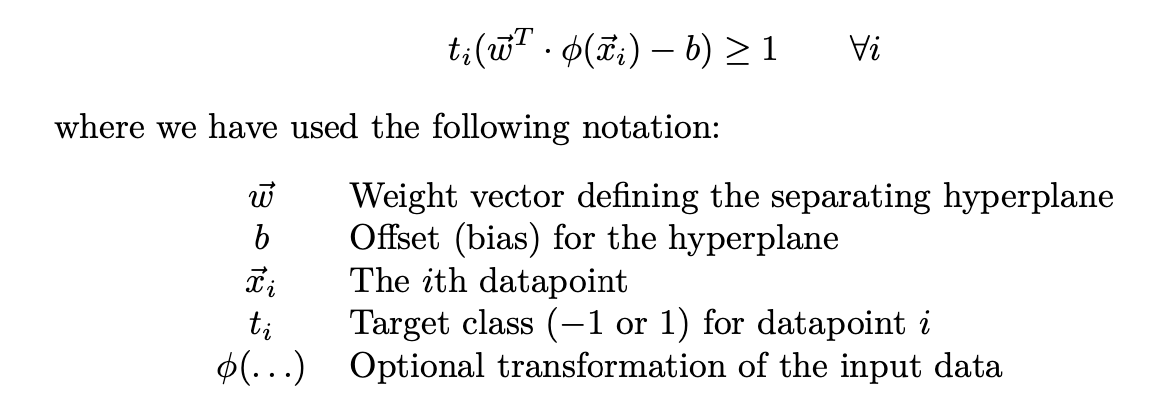 $t_i(\vec{w}^T \cdot \phi(\vec{x}_i) - b) \geq 1 \qquad \forall i$
where we have used the following notation:
$\vec{w}$ Weight vector defining the separating hyperplane
$b$ Offset (bias) for the hyperplane
$\vec{x}_i$ The $i$th datapoint
$t_i$ Target class ($-1$ or $1$) for datapoint $i$
$\phi(\ldots)$ Optional transformation of the input data